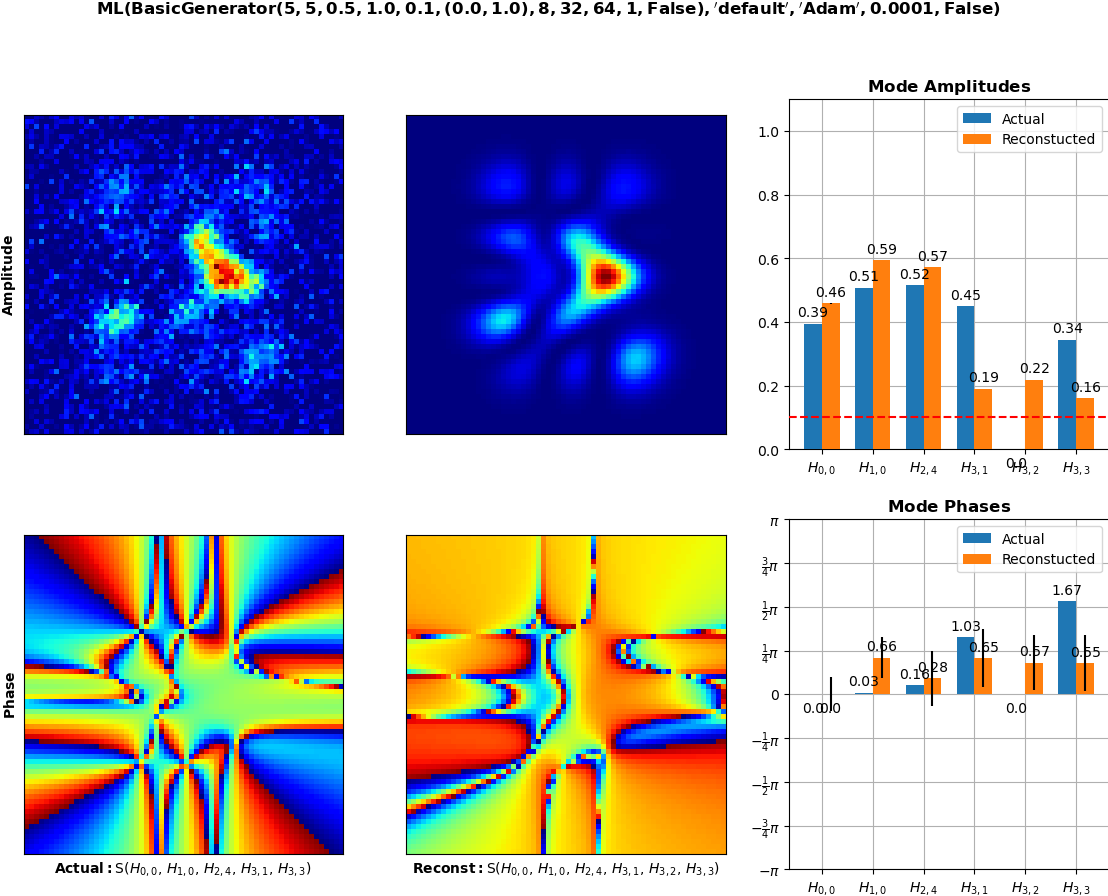 ML(BasicGenerator(5, 5, 0.5, 1.0, 0.1, (0.0, 1.0), 8, 32, 64, 1, False), 'default', 'Adam', 0.0001, False)
Amplitude
Mode Amplitudes
Actual
Reconstucted
1.0
0.8
0.6
0.4
0.2
0.0
0.39
0.46
0.51
0.59
0.52
0.57
0.45
0.19
0.0
0.22
0.34
0.16
H0,0
H1,0
H2,4
H3,1
H3,2
H3,3
Phase
Actual: S(H0,0, H1,0, H2,4, H3,1, H3,3)
Reconst: S(H0,0, H1,0, H2,4, H3,1, H3,2, H3,3)
Mode Phases
Actual
Reconstucted
π
3/4π
1/2π
1/4π
0
−1/4π
−1/2π
−3/4π
−π
0.0
0.0
0.03
0.66
0.16
0.28
1.03
0.65
0.0
0.57
1.67
0.55
H0,0
H1,0
H2,4
H3,1
H3,2
H3,3